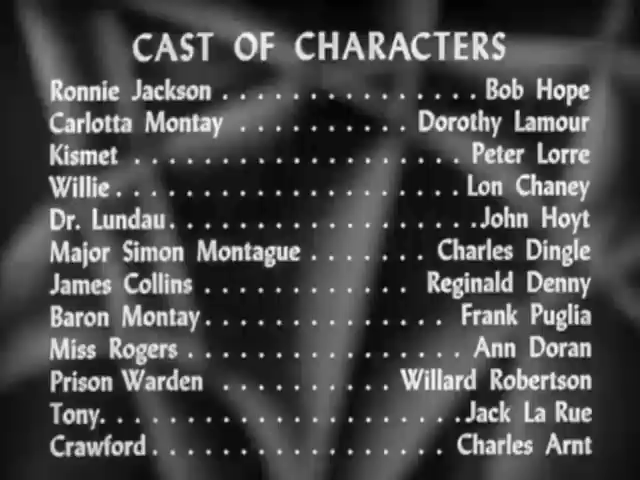 CAST OF CHARACTERS
Ronnie Jackson . . . . . . . . . . . . . . . Bob Hope
Carlotta Montay . . . . . . . . . . Dorothy Lamour
Kismet . . . . . . . . . . . . . . . . . . . Peter Lorre
Willie . . . . . . . . . . . . . . . . . . . . Lon Chaney
Dr. Lundau . . . . . . . . . . . . . . . . . . John Hoyt
Major Simon Montague . . . . . . . Charles Dingle
James Collins . . . . . . . . . . . . Reginald Denny
Baron Montay . . . . . . . . . . . . . . Frank Puglia
Miss Rogers . . . . . . . . . . . . . . . . Ann Doran
Prison Warden . . . . . . . . . . Willard Robertson
Tony . . . . . . . . . . . . . . . . . . . . . Jack La Rue
Crawford . . . . . . . . . . . . . . . . . Charles Arnt